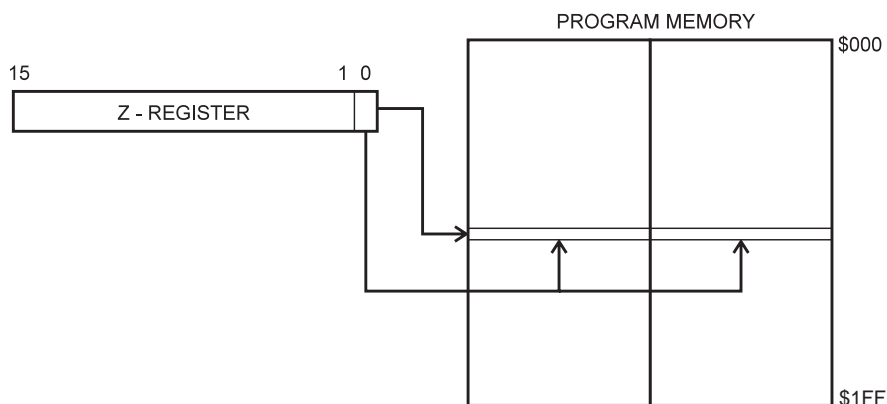 PROGRAM MEMORY
$000
15 1 0
Z - REGISTER
$1FF